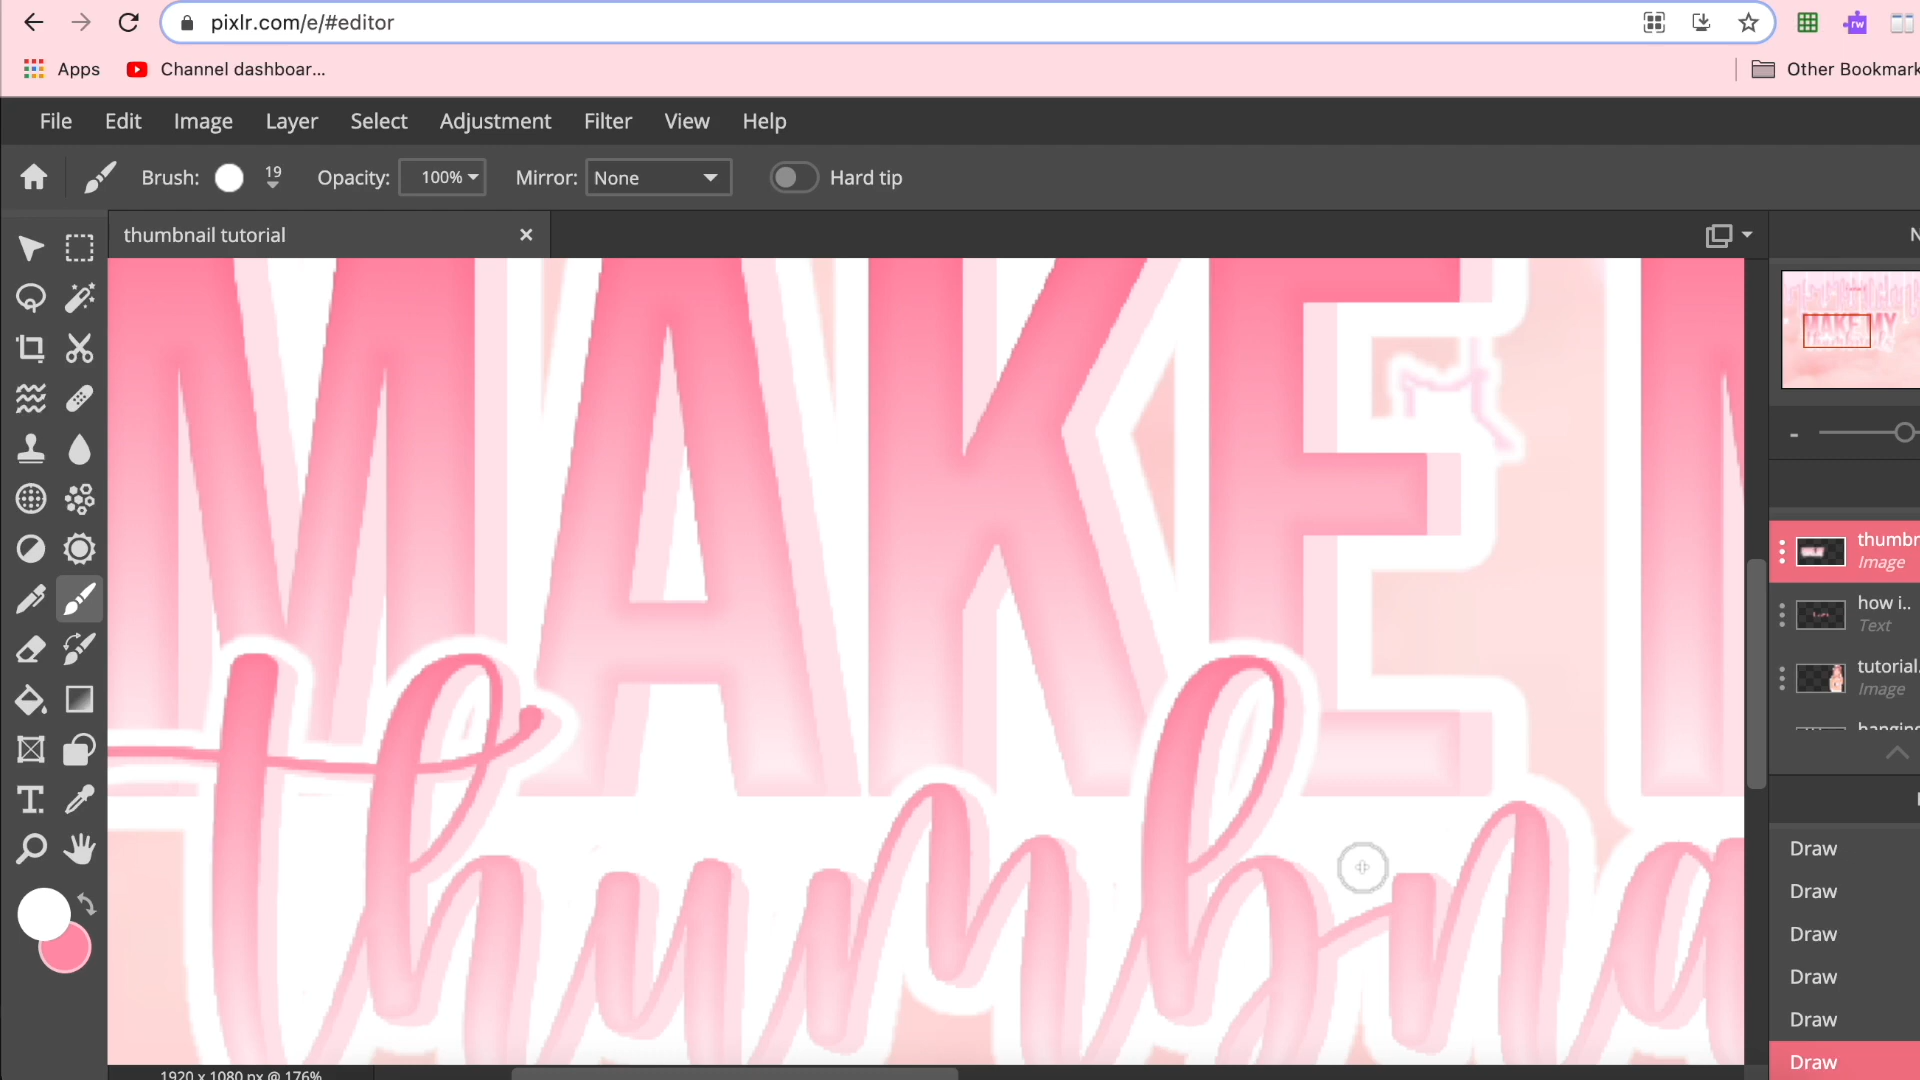 pixlr.com/e/#editor
Apps Channel dashboar... Other Bookmark
File Edit Image Layer Select Adjustment Filter View Help
Brush: 19 Opacity: 100% Mirror: None Hard tip
thumbnail tutorial
MAKE
thumbna
thumbr
Image
how i..
Text
tutorial.
Image
hanging
Draw
Draw
Draw
Draw
Draw
Draw
1920 x 1080 px @ 176%